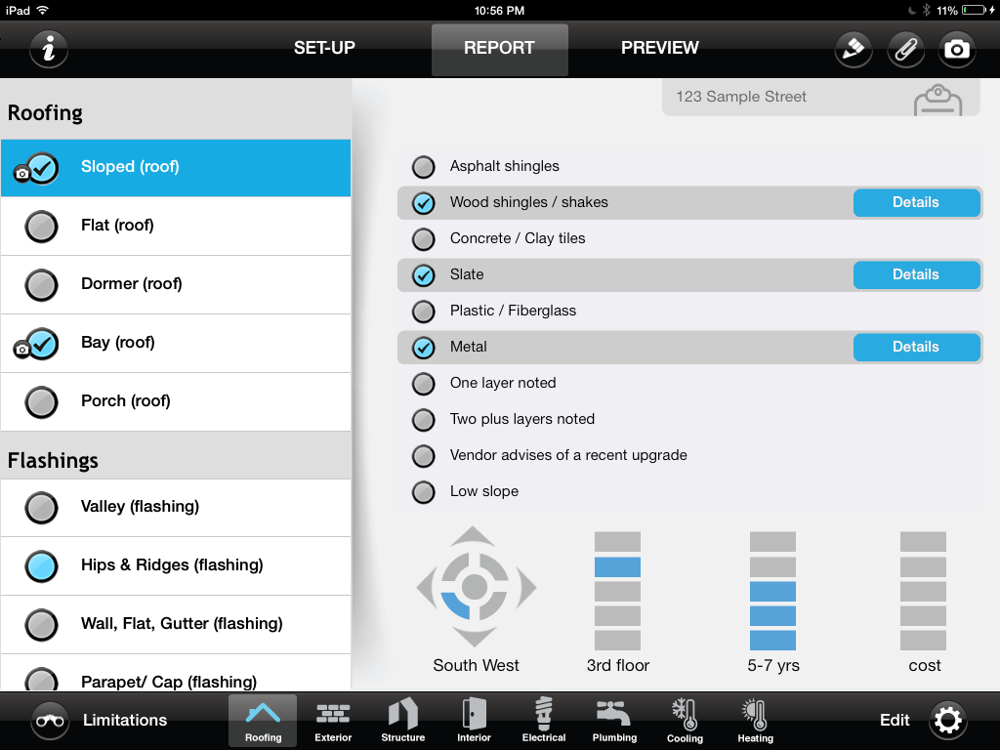 iPad 10:56 PM 11%
SET-UP REPORT PREVIEW
123 Sample Street
Roofing
Sloped (roof)
Flat (roof)
Dormer (roof)
Bay (roof)
Porch (roof)
Flashings
Valley (flashing)
Hips & Ridges (flashing)
Wall, Flat, Gutter (flashing)
Parapet/ Cap (flashing)
Asphalt shingles
Wood shingles / shakes Details
Concrete / Clay tiles
Slate Details
Plastic / Fiberglass
Metal Details
One layer noted
Two plus layers noted
Vendor advises of a recent upgrade
Low slope
South West 3rd floor 5-7 yrs cost
Limitations Edit
Roofing Exterior Structure Interior Electrical Plumbing Cooling Heating